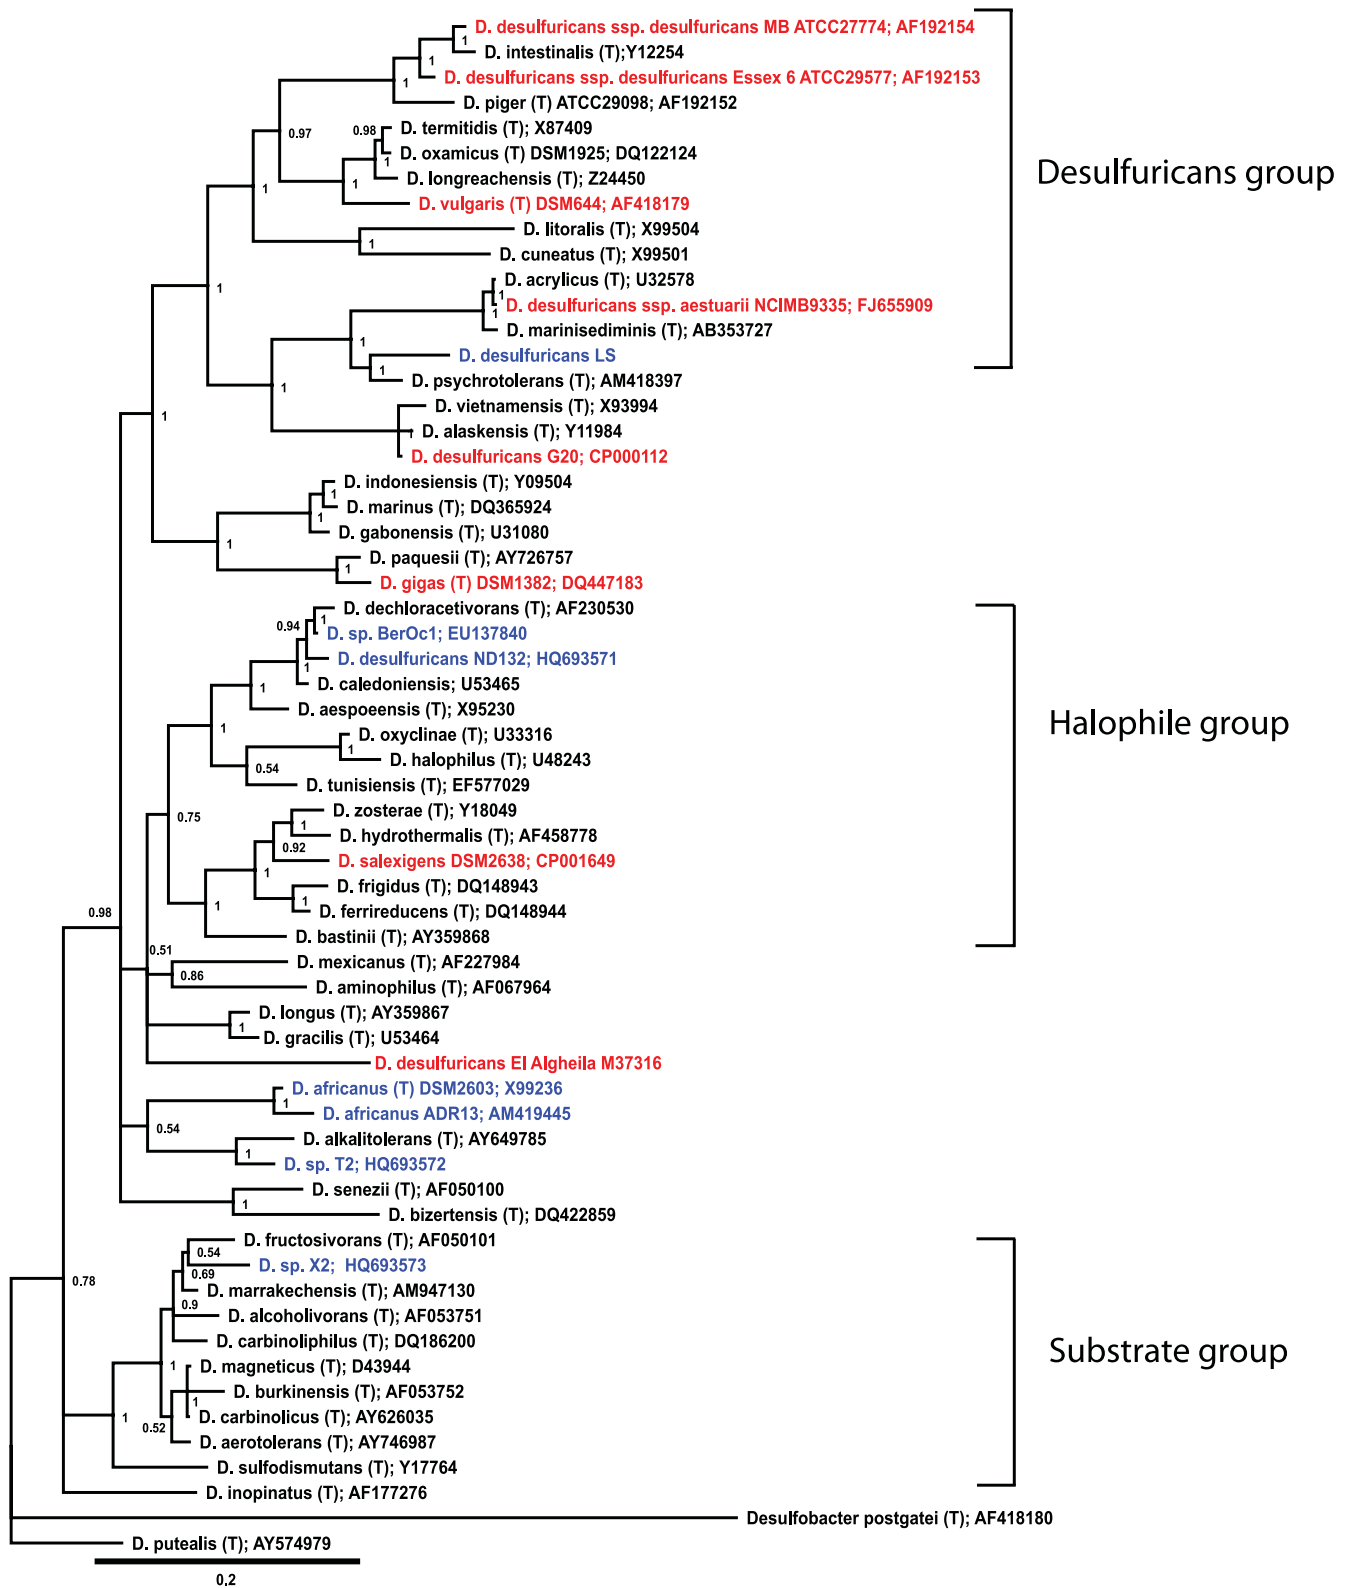 D. desulfuricans ssp. desulfuricans MB ATCC27774; AF192154
1
D. intestinalis (T);Y12254
1
D. desulfuricans ssp. desulfuricans Essex 6 ATCC29577; AF192153
1
D. piger (T) ATCC29098; AF192152
0.97
0.98
D. termitidis (T); X87409
D. oxamicus (T) DSM1925; DQ122124
1
D. longreachensis (T); Z24450
1
1
D. vulgaris (T) DSM644; AF418179
D. litoralis (T); X99504
1
D. cuneatus (T); X99501
Desulfuricans group
D. acrylicus (T); U32578
1
1
D. desulfuricans ssp. aestuarii NCIMB9335; FJ655909
1
D. marinisediminis (T); AB353727
1
D. desulfuricans LS
1
D. psychrotolerans (T); AM418397
1
D. vietnamensis (T); X93994
1
D. alaskensis (T); Y11984
1
D. desulfuricans G20; CP000112
D. indonesiensis (T); Y09504
1
D. marinus (T); DQ365924
1
D. gabonensis (T); U31080
1
D. paquesii (T); AY726757
1
D. gigas (T) DSM1382; DQ447183
D. dechloracetivorans (T); AF230530
1
0.94
D. sp. BerOc1; EU137840
D. desulfuricans ND132; HQ693571
1
D. caledoniensis; U53465
1
D. aespoeensis (T); X95230
1
D. oxyclinae (T); U33316
1
D. halophilus (T); U48243
0.54
D. tunisiensis (T); EF577029
Halophile group
D. zosterae (T); Y18049
0.75
1
D. hydrothermalis (T); AF458778
0.92
D. salexigens DSM2638; CP001649
1
D. frigidus (T); DQ148943
1
1
D. ferrireducens (T); DQ148944
0.98
D. bastinii (T); AY359868
0.51
D. mexicanus (T); AF227984
0.86
D. aminophilus (T); AF067964
D. longus (T); AY359867
1
D. gracilis (T); U53464
D. desulfuricans El Algheila M37316
D. africanus (T) DSM2603; X99236
1
D. africanus ADR13; AM419445
0.54
D. alkalitolerans (T); AY649785
1
D. sp. T2; HQ693572
D. senezii (T); AF050100
1
D. bizertensis (T); DQ422859
D. fructosivorans (T); AF050101
0.54
D. sp. X2; HQ693573
0.69
0.78
D. marrakechensis (T); AM947130
0.9
D. alcoholivorans (T); AF053751
D. carbinoliphilus (T); DQ186200
Substrate group
1
D. magneticus (T); D43944
D. burkinensis (T); AF053752
1
1
D. carbinolicus (T); AY626035
0.52
D. aerotolerans (T); AY746987
D. sulfodismutans (T); Y17764
D. inopinatus (T); AF177276
Desulfobacter postgatei (T); AF418180
D. putealis (T); AY574979
0,2